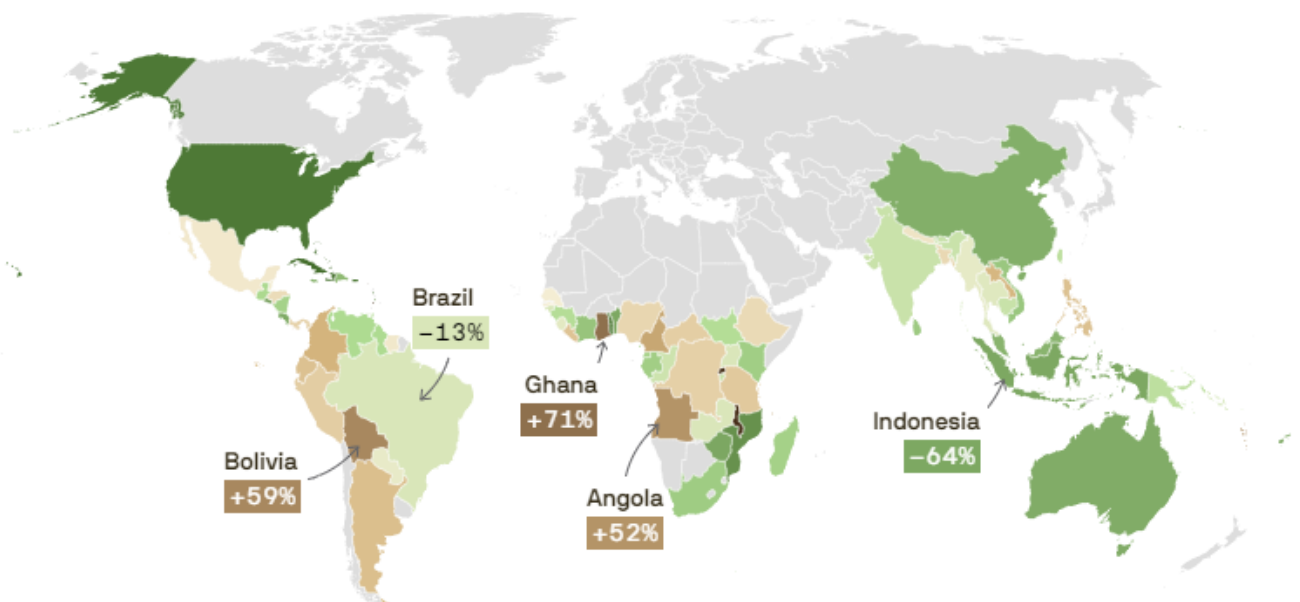 Brazil
−13%
Ghana
+71%
Indonesia
−64%
Bolivia
+59%
Angola
+52%